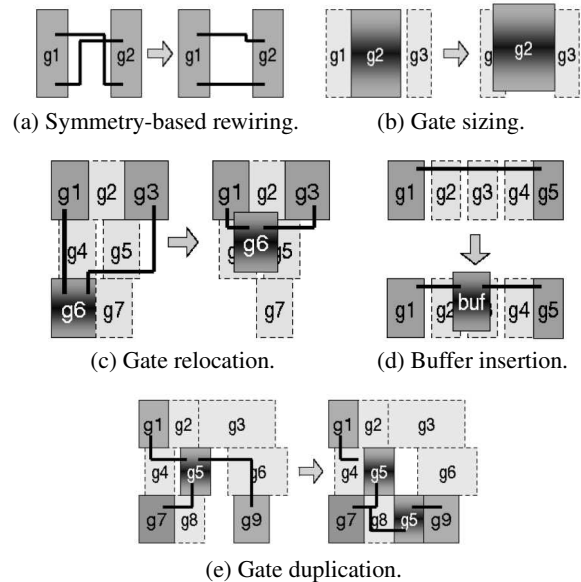 g1 g2 g1 g2
g1 g2 g3 g2 g3
(a) Symmetry-based rewiring.
(b) Gate sizing.
g1 g2 g3 g1 g2 g3
g4 g5 g6 g5
g6 g7 g7
(c) Gate relocation.
g1 g2 g3 g4 g5
g1 g2 buf g4 g5
(d) Buffer insertion.
g1 g2 g3 g1 g2 g3
g4 g5 g6 g4 g5 g6
g7 g8 g9 g7 g8 g5 g9
(e) Gate duplication.